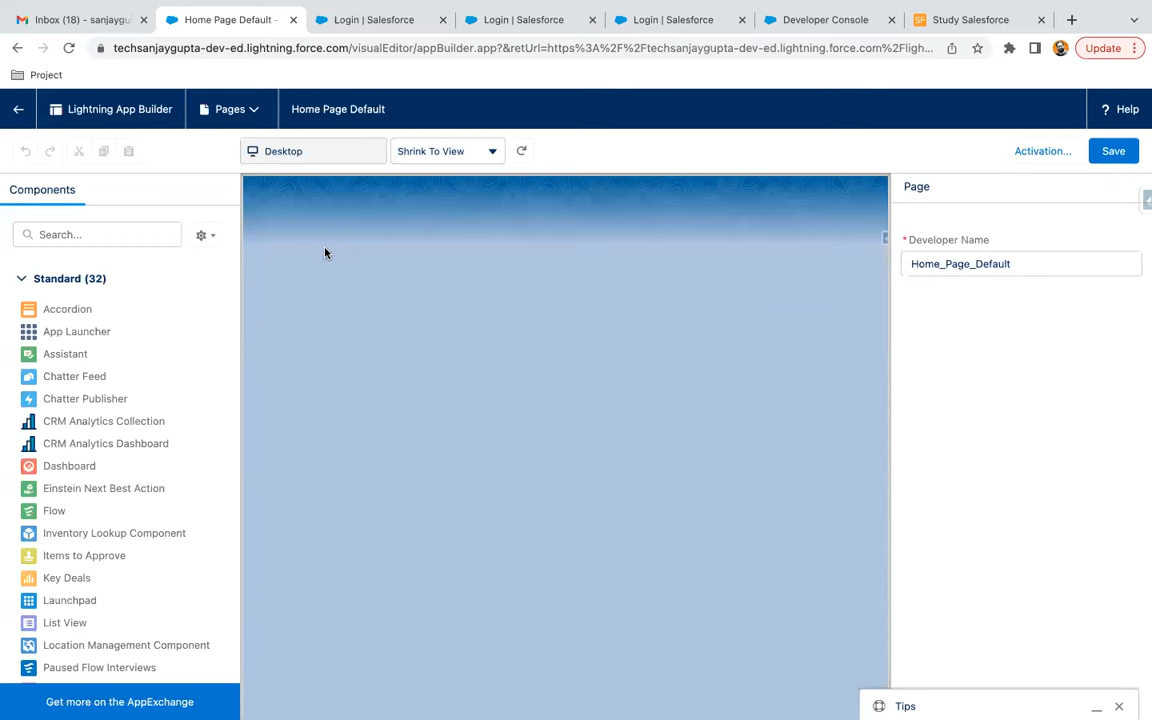 Inbox (18) - sanjaygu
Home Page Default -
Login | Salesforce
Login | Salesforce
Login | Salesforce
Developer Console
Study Salesforce
techsanjaygupta-dev-ed.lightning.force.com/visualEditor/appBuilder.app?&retUrl=https%3A%2F%2Ftechsanjaygupta-dev-ed.lightning.force.com%2Fligh...
Update
Project
Lightning App Builder
Pages
Home Page Default
? Help
Desktop
Shrink To View
Activation...
Save
Components
Page
Search...
* Developer Name
Home_Page_Default
Standard (32)
Accordion
App Launcher
Assistant
Chatter Feed
Chatter Publisher
CRM Analytics Collection
CRM Analytics Dashboard
Dashboard
Einstein Next Best Action
Flow
Inventory Lookup Component
Items to Approve
Key Deals
Launchpad
List View
Location Management Component
Paused Flow Interviews
Get more on the AppExchange
Tips